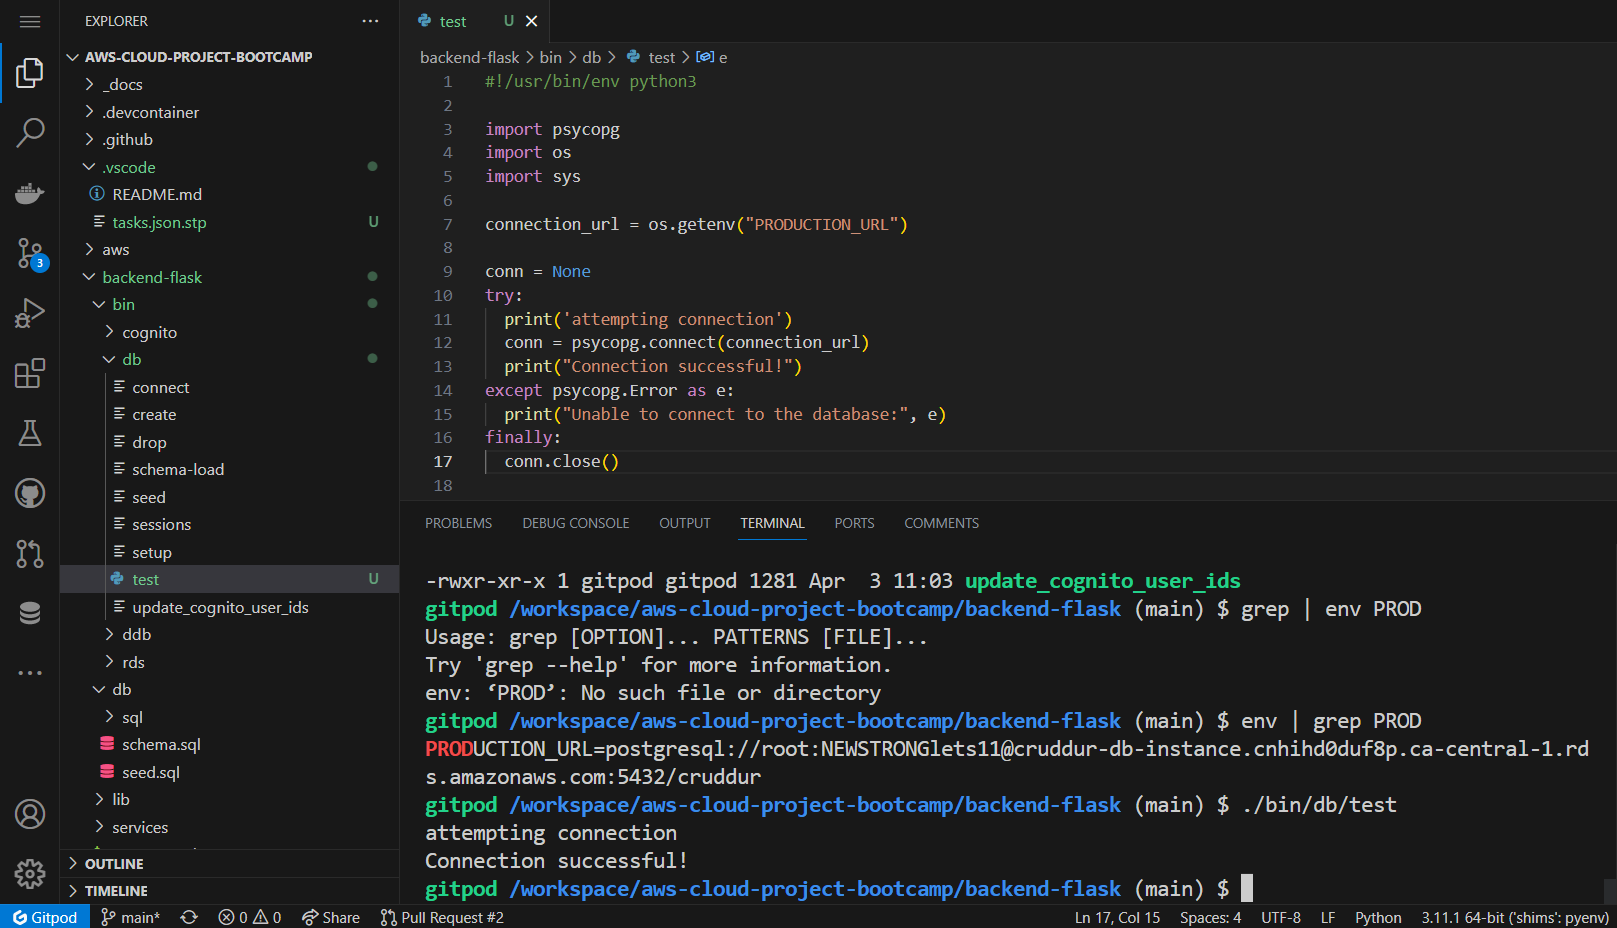 EXPLORER
AWS-CLOUD-PROJECT-BOOTCAMP
_docs
.devcontainer
.github
.vscode
README.md
tasks.json.stp U
aws
backend-flask
bin
cognito
db
connect
create
drop
schema-load
seed
sessions
setup
test U
update_cognito_user_ids
ddb
rds
db
sql
schema.sql
seed.sql
lib
services
OUTLINE
TIMELINE
3
test U
backend-flask > bin > db > test > e
1 #!/usr/bin/env python3
2
3 import psycopg
4 import os
5 import sys
6
7 connection_url = os.getenv("PRODUCTION_URL")
8
9 conn = None
10 try:
11 print('attempting connection')
12 conn = psycopg.connect(connection_url)
13 print("Connection successful!")
14 except psycopg.Error as e:
15 print("Unable to connect to the database:", e)
16 finally:
17 conn.close()
18
PROBLEMS DEBUG CONSOLE OUTPUT TERMINAL PORTS COMMENTS
-rwxr-xr-x 1 gitpod gitpod 1281 Apr  3 11:03 update_cognito_user_ids
gitpod /workspace/aws-cloud-project-bootcamp/backend-flask (main) $ grep | env PROD
Usage: grep [OPTION]... PATTERNS [FILE]...
Try 'grep --help' for more information.
env: ‘PROD’: No such file or directory
gitpod /workspace/aws-cloud-project-bootcamp/backend-flask (main) $ env | grep PROD
PRODUCTION_URL=postgresql://root:NEWSTRONGlets11@cruddur-db-instance.cnhihd0duf8p.ca-central-1.rd
s.amazonaws.com:5432/cruddur
gitpod /workspace/aws-cloud-project-bootcamp/backend-flask (main) $ ./bin/db/test
attempting connection
Connection successful!
gitpod /workspace/aws-cloud-project-bootcamp/backend-flask (main) $
Gitpod main* 0 0 Share Pull Request #2 Ln 17, Col 15 Spaces: 4 UTF-8 LF Python 3.11.1 64-bit ('shims': pyenv)